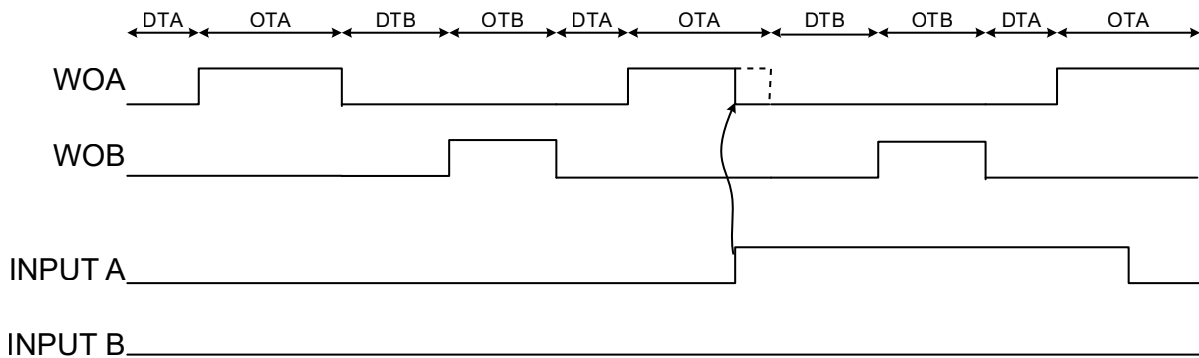 DTA OTA DTB OTB DTA OTA DTB OTB DTA OTA
WOA
WOB
INPUT A
INPUT B